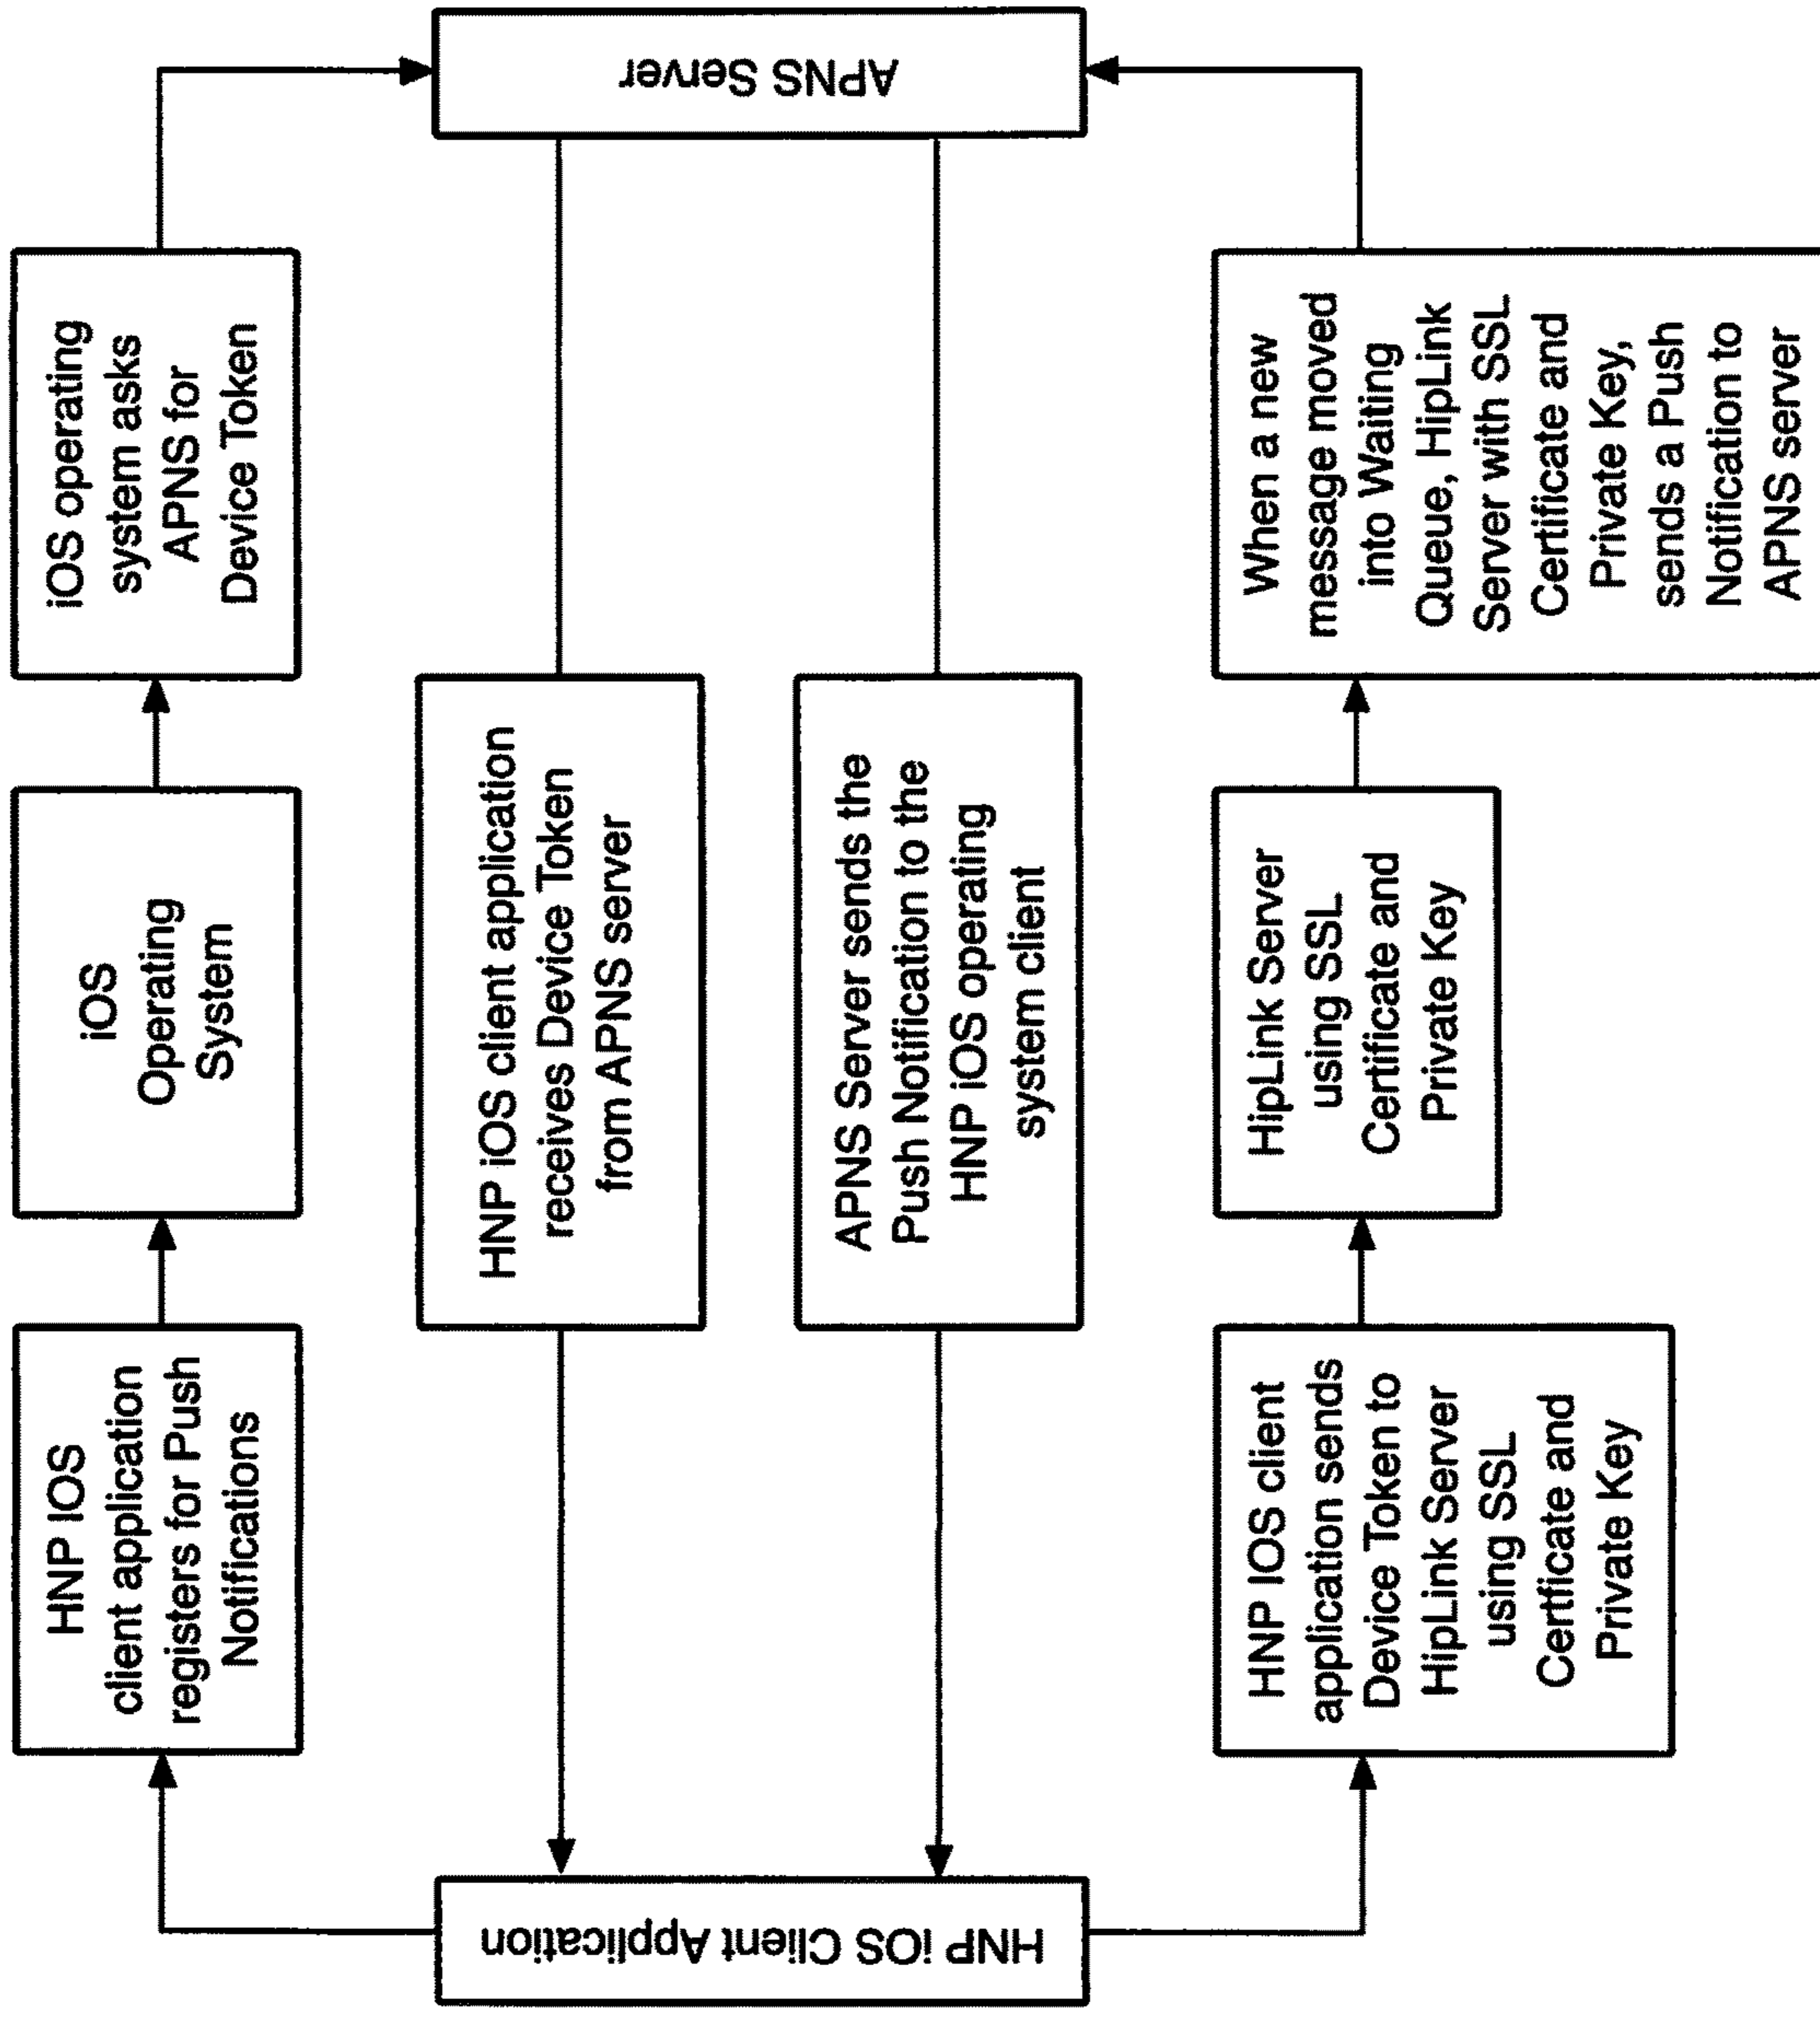 HNP iOS Client Application
HNP IOS
client application
registers for Push
Notifications
iOS
Operating
System
iOS operating
system asks
APNS for
Device Token
APNS Server
HNP iOS client application
receives Device Token
from APNS server
APNS Server sends the
Push Notification to the
HNP iOS operating
system client
HNP IOS client
application sends
Device Token to
HipLink Server
using SSL
Certficate and
Private Key
HipLink Server
using SSL
Certificate and
Private Key
When a new
message moved
into Waiting
Queue, HipLink
Server with SSL
Certificate and
Private Key,
sends a Push
Notification to
APNS server